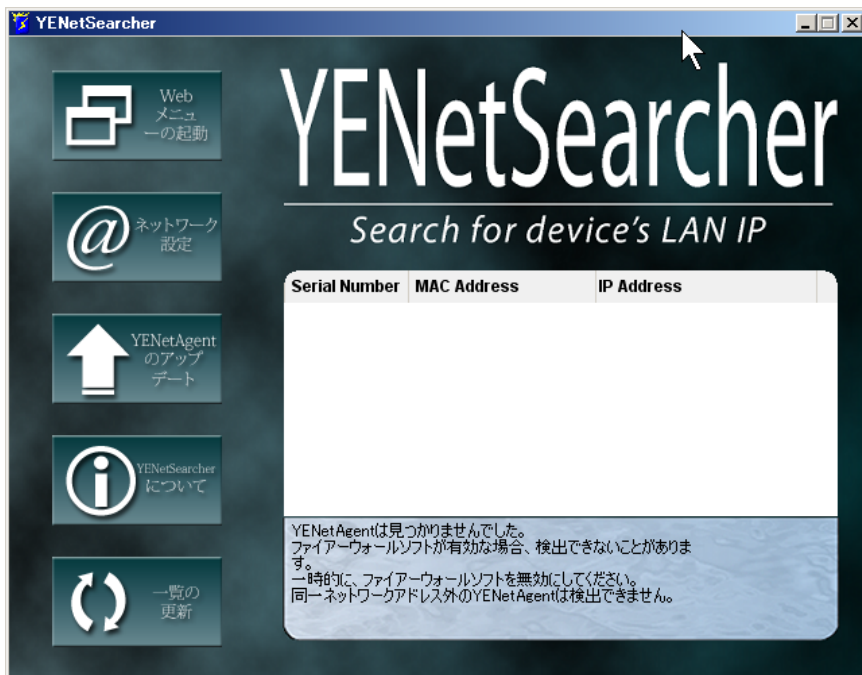 YENetSearcher
Web
メニュ
ーの起動
ネットワーク
設定
YENetAgent
のアップ
デート
YENetSearcher
について
一覧の
更新
YENetSearcher
Search for device's LAN IP
Serial Number MAC Address IP Address
YENetAgentは見つかりませんでした。
ファイアーウォールソフトが有効な場合、検出できないことがありま
す。
一時的に、ファイアーウォールソフトを無効にしてください。
同一ネットワークアドレス外のYENetAgentは検出できません。